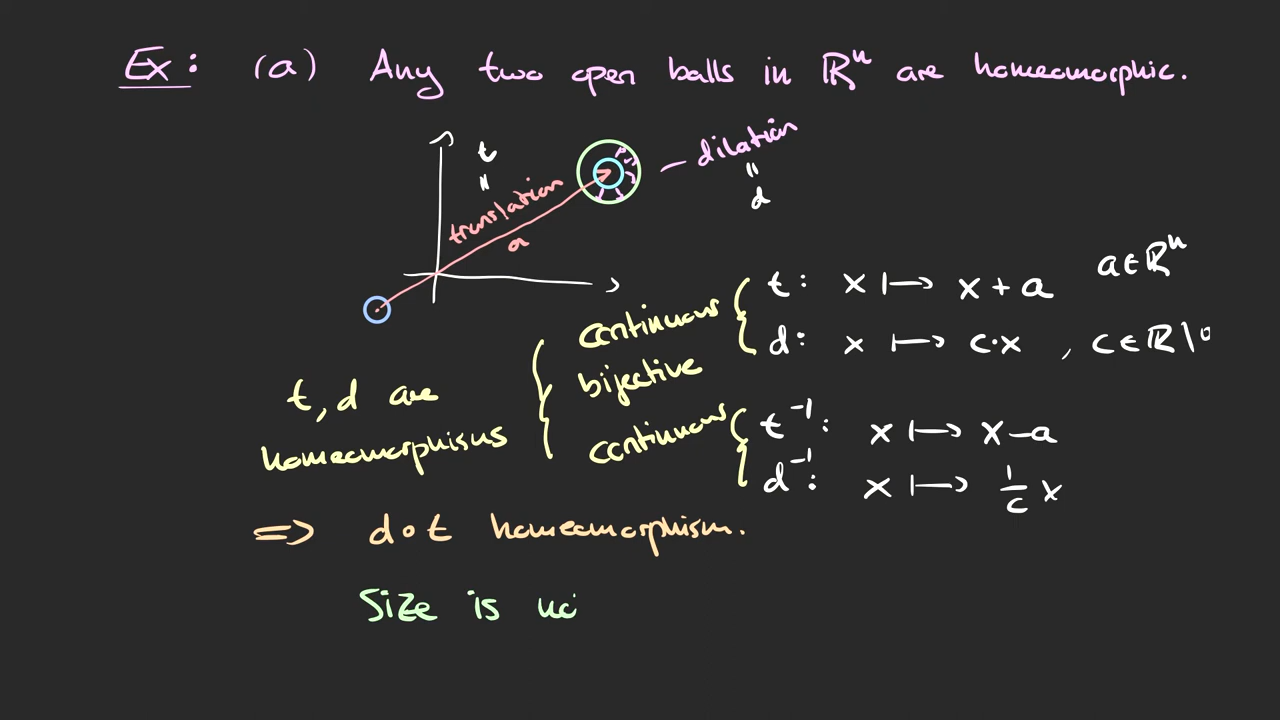 Ex: (a) Any two open balls in ℝⁿ are homeomorphic.
t
=
translation
a
dilation
=
d
a∈ℝⁿ
t: x ↦ x + a
d: x ↦ c·x , c∈ℝ\0
continuous
bijective
continuous
t, d are
homeomorphisms
t⁻¹: x ↦ x-a
d⁻¹: x ↦ 1/c x
=> d∘t homeomorphism.
Size is